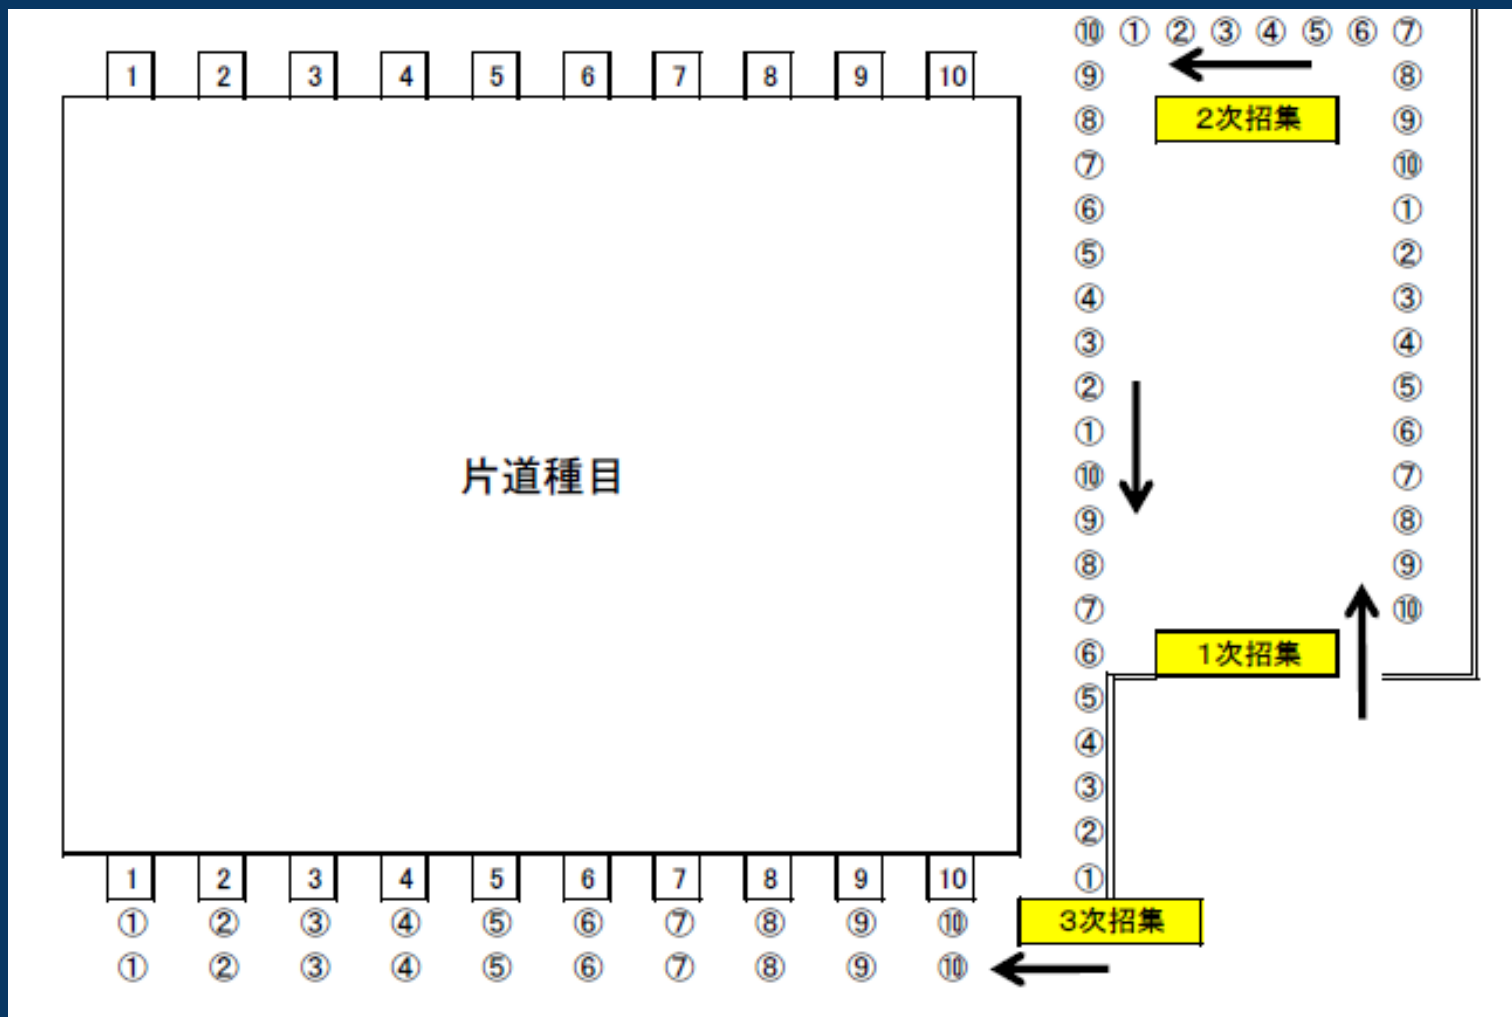 ⑩ ① ② ③ ④ ⑤ ⑥ ⑦
1 2 3 4 5 6 7 8 9 10 ⑨ ⑧
⑧ 2次招集 ⑨
⑦ ⑩
⑥ ①
⑤ ②
④ ③
③ ④
② ⑤
① ⑥
片道種目 ⑩ ⑦
⑨ ⑧
⑧ ⑨
⑦ ⑩
⑥ 1次招集
⑤
④
③
②
1 2 3 4 5 6 7 8 9 10 ①
① ② ③ ④ ⑤ ⑥ ⑦ ⑧ ⑨ ⑩ 3次招集
① ② ③ ④ ⑤ ⑥ ⑦ ⑧ ⑨ ⑩